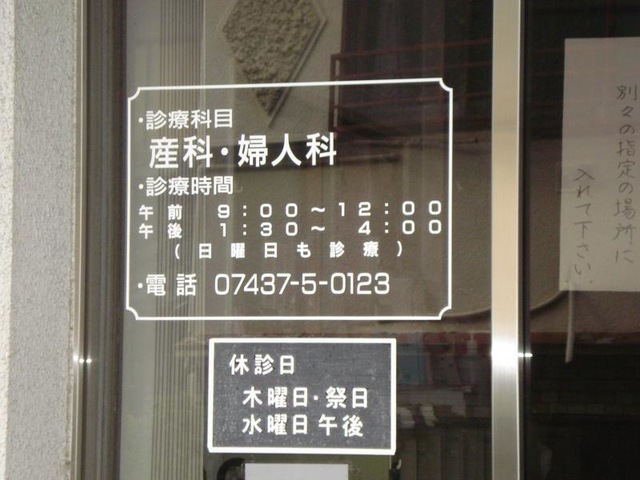 ・診療科目
産科・婦人科
・診療時間
午前 9:00～12:00
午後 1:30～ 4:00
(日曜日も診療)
・電話 07437-5-0123
休診日
木曜日・祭日
水曜日午後
別々の指定の場所に
入れて下さい